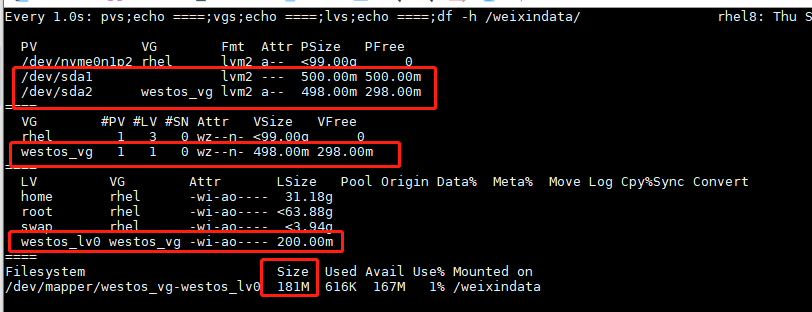 Every 1.0s: pvs;echo ====;vgs;echo ====;lvs;echo ====;df -h /weixindata/ rhel8: Thu S
PV VG Fmt Attr PSize PFree
/dev/nvme0n1p2 rhel lvm2 a-- <99.00g 0
/dev/sda1 lvm2 --- 500.00m 500.00m
/dev/sda2 westos_vg lvm2 a-- 498.00m 298.00m
====
VG #PV #LV #SN Attr VSize VFree
rhel 1 3 0 wz--n- <99.00g 0
westos_vg 1 1 0 wz--n- 498.00m 298.00m
====
LV VG Attr LSize Pool Origin Data% Meta% Move Log Cpy%Sync Convert
home rhel -wi-ao---- 31.18g
root rhel -wi-ao---- <63.88g
swap rhel -wi-ao---- <3.94g
westos_lv0 westos_vg -wi-ao---- 200.00m
====
Filesystem Size Used Avail Use% Mounted on
/dev/mapper/westos_vg-westos_lv0 181M 616K 167M 1% /weixindata